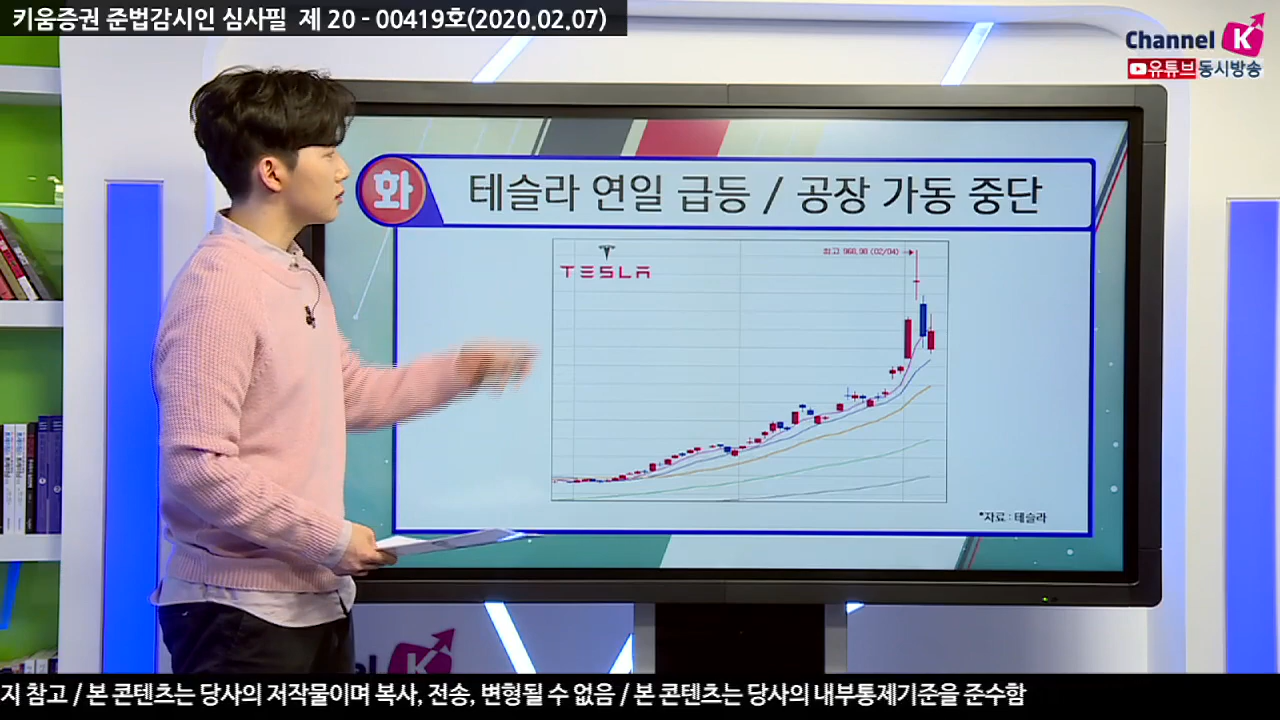 키움증권 준법감시인 심사필 제 20 - 00419호(2020.02.07)
Channel K
유튜브동시방송
화 테슬라 연일 급등 / 공장 가동 중단
최고 968.98 (02/04)
TESLA
*자료 : 테슬라
nel K
지 참고 / 본 콘텐츠는 당사의 저작물이며 복사, 전송, 변형될 수 없음 / 본 콘텐츠는 당사의 내부통제기준을 준수함